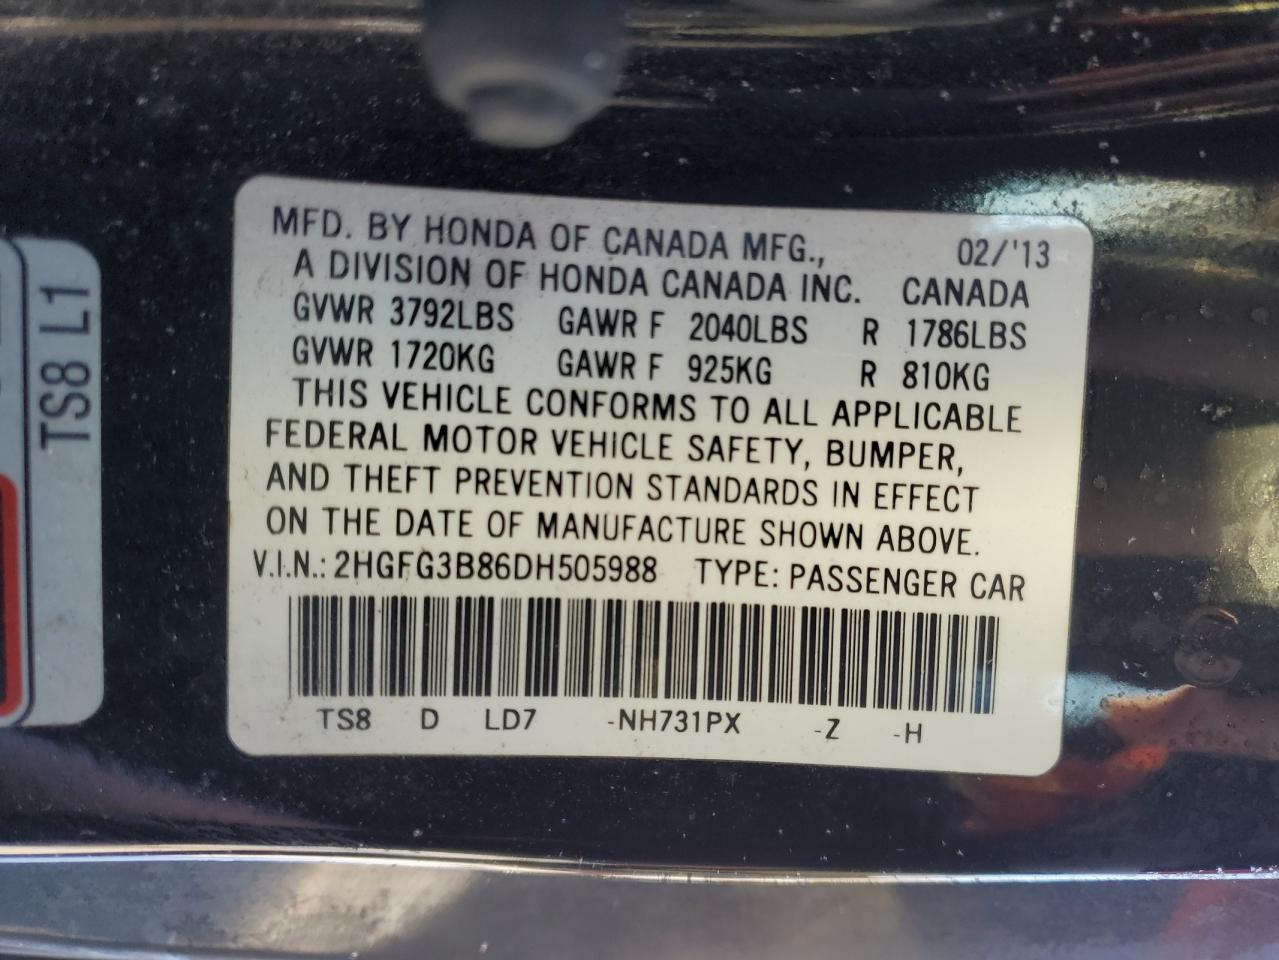 MFD. BY HONDA OF CANADA MFG., 02/'13
A DIVISION OF HONDA CANADA INC. CANADA
GVWR 3792LBS GAWR F 2040LBS R 1786LBS
GVWR 1720KG GAWR F 925KG R 810KG
THIS VEHICLE CONFORMS TO ALL APPLICABLE
FEDERAL MOTOR VEHICLE SAFETY, BUMPER,
AND THEFT PREVENTION STANDARDS IN EFFECT
ON THE DATE OF MANUFACTURE SHOWN ABOVE.
V.I.N.: 2HGFG3B86DH505988 TYPE: PASSENGER CAR
TS8 D LD7 -NH731PX -Z -H
TS8 L1